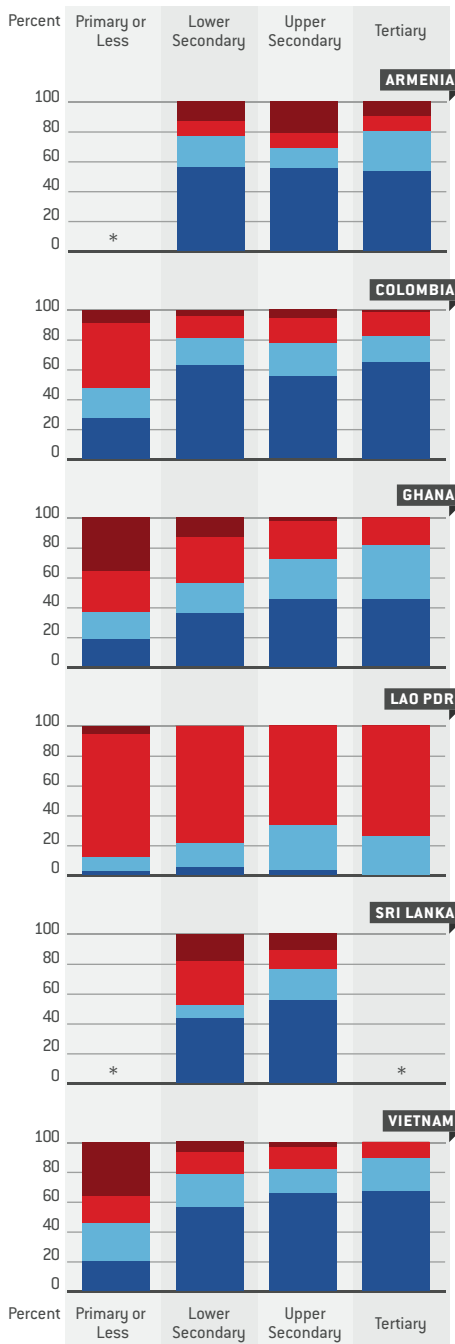 Percent
Primary or
Less
Lower
Secondary
Upper
Secondary
Tertiary
ARMENIA
100
80
60
40
20
0
*
COLOMBIA
100
80
60
40
20
0
GHANA
100
80
60
40
20
0
LAO PDR
100
80
60
40
20
0
SRI LANKA
100
80
60
40
20
0
* *
VIETNAM
100
80
60
40
20
0
Percent
Primary or
Less
Lower
Secondary
Upper
Secondary
Tertiary